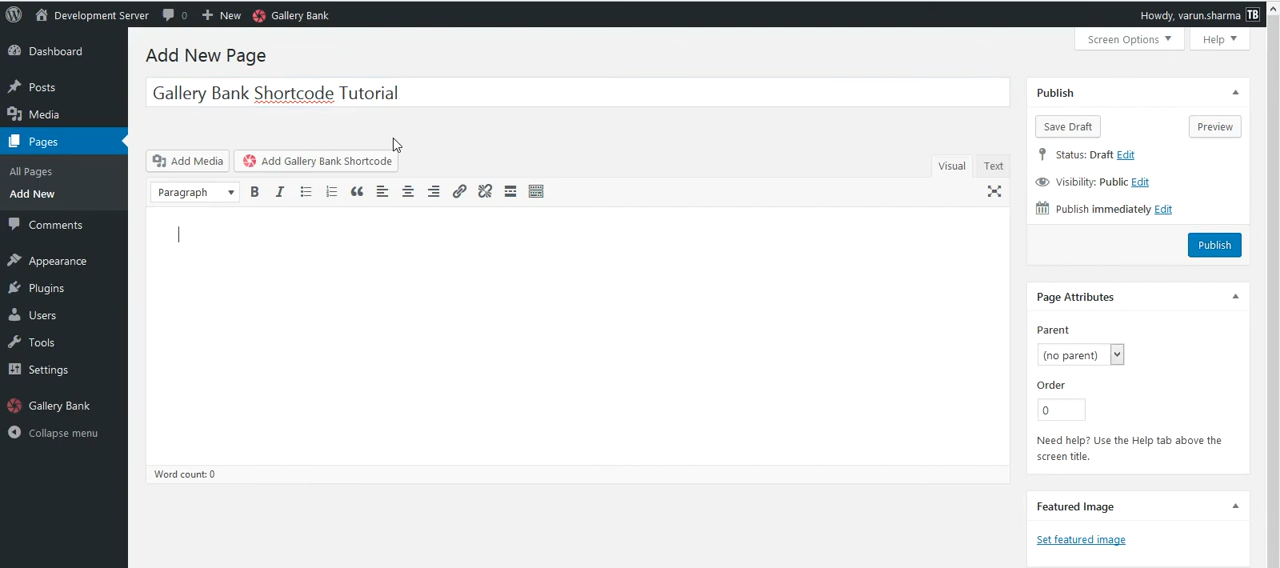 Development Server 0 New Gallery Bank Howdy, varun.sharma TB
Dashboard
Posts
Media
Pages
All Pages
Add New
Comments
Appearance
Plugins
Users
Tools
Settings
Gallery Bank
Collapse menu
Screen Options Help
Add New Page
Gallery Bank Shortcode Tutorial
Add Media Add Gallery Bank Shortcode
Visual Text
Paragraph B I
Word count: 0
Publish
Save Draft Preview
Status: Draft Edit
Visibility: Public Edit
Publish immediately Edit
Publish
Page Attributes
Parent
(no parent)
Order
0
Need help? Use the Help tab above the
screen title.
Featured Image
Set featured image